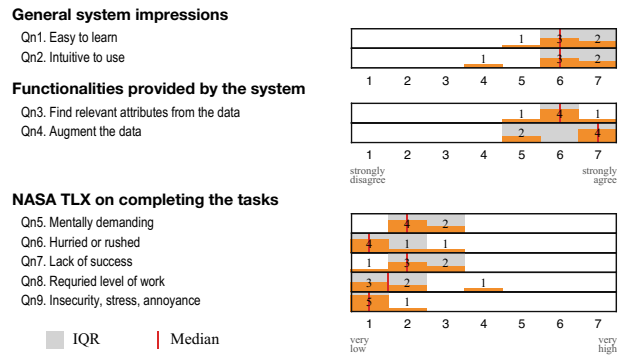 General system impressions
Qn1. Easy to learn 1 3 2
Qn2. Intuitive to use 1 3 2
1 2 3 4 5 6 7
Functionalities provided by the system
Qn3. Find relevant attributes from the data 1 4 1
Qn4. Augment the data 2 4
1 2 3 4 5 6 7
strongly disagree strongly agree
NASA TLX on completing the tasks
Qn5. Mentally demanding 4 2
Qn6. Hurried or rushed 4 1 1
Qn7. Lack of success 1 3 2
Qn8. Requried level of work 3 2 1
Qn9. Insecurity, stress, annoyance 5 1
1 2 3 4 5 6 7
very low very high
IQR Median